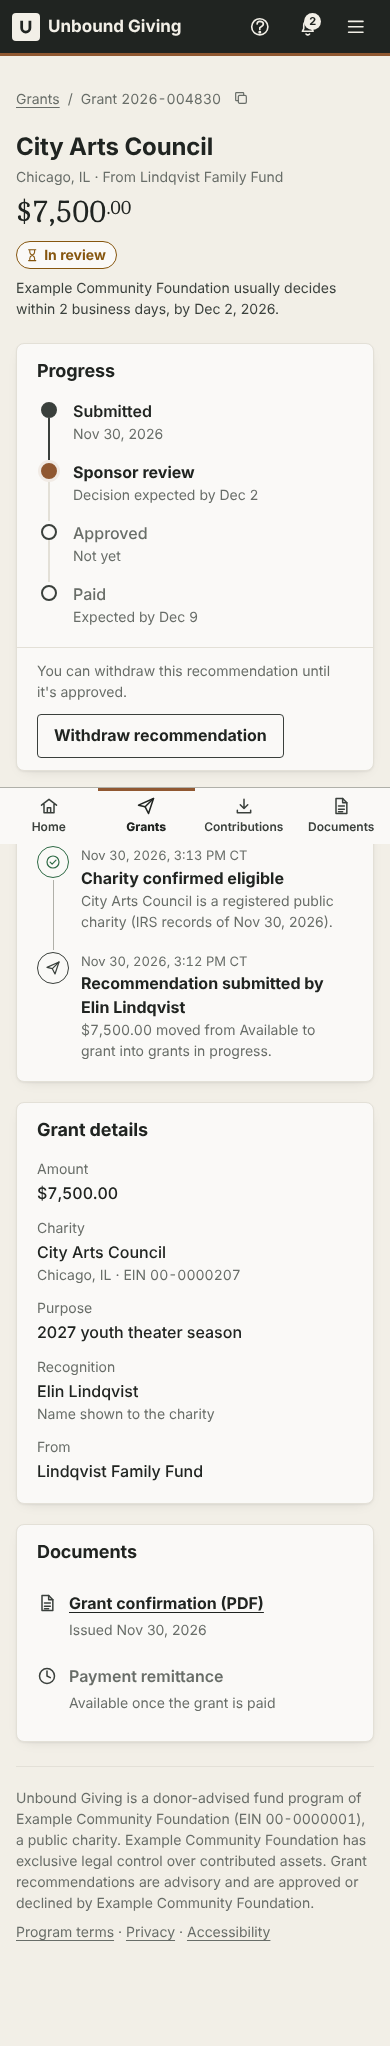 U Unbound Giving 2
Grants / Grant 2026-004830
City Arts Council
Chicago, IL · From Lindqvist Family Fund
$7,500.00
In review
Example Community Foundation usually decides
within 2 business days, by Dec 2, 2026.
Progress
Submitted
Nov 30, 2026
Sponsor review
Decision expected by Dec 2
Approved
Not yet
Paid
Expected by Dec 9
You can withdraw this recommendation until
it's approved.
Withdraw recommendation
Home Grants Contributions Documents
Nov 30, 2026, 3:13 PM CT
Charity confirmed eligible
City Arts Council is a registered public
charity (IRS records of Nov 30, 2026).
Nov 30, 2026, 3:12 PM CT
Recommendation submitted by
Elin Lindqvist
$7,500.00 moved from Available to
grant into grants in progress.
Grant details
Amount
$7,500.00
Charity
City Arts Council
Chicago, IL · EIN 00-0000207
Purpose
2027 youth theater season
Recognition
Elin Lindqvist
Name shown to the charity
From
Lindqvist Family Fund
Documents
Grant confirmation (PDF)
Issued Nov 30, 2026
Payment remittance
Available once the grant is paid
Unbound Giving is a donor-advised fund program of
Example Community Foundation (EIN 00-0000001),
a public charity. Example Community Foundation has
exclusive legal control over contributed assets. Grant
recommendations are advisory and are approved or
declined by Example Community Foundation.
Program terms · Privacy · Accessibility